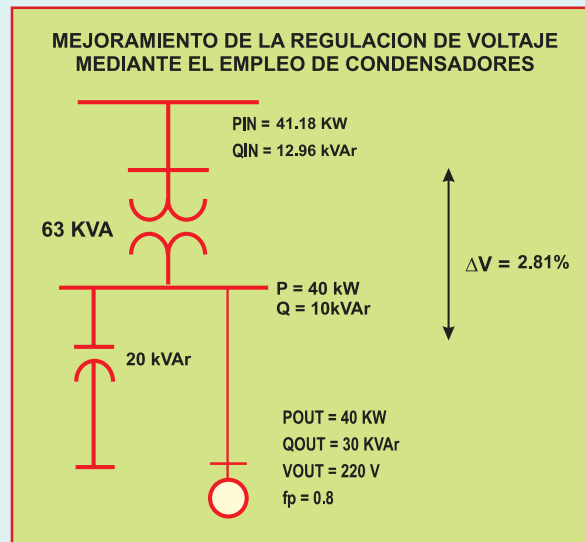 MEJORAMIENTO DE LA REGULACION DE VOLTAJE
MEDIANTE EL EMPLEO DE CONDENSADORES
PIN = 41.18 KW
QIN = 12.96 kVAr
63 KVA
ΔV = 2.81%
P = 40 kW
Q = 10kVAr
20 kVAr
POUT = 40 KW
QOUT = 30 KVAr
VOUT = 220 V
fp = 0.8